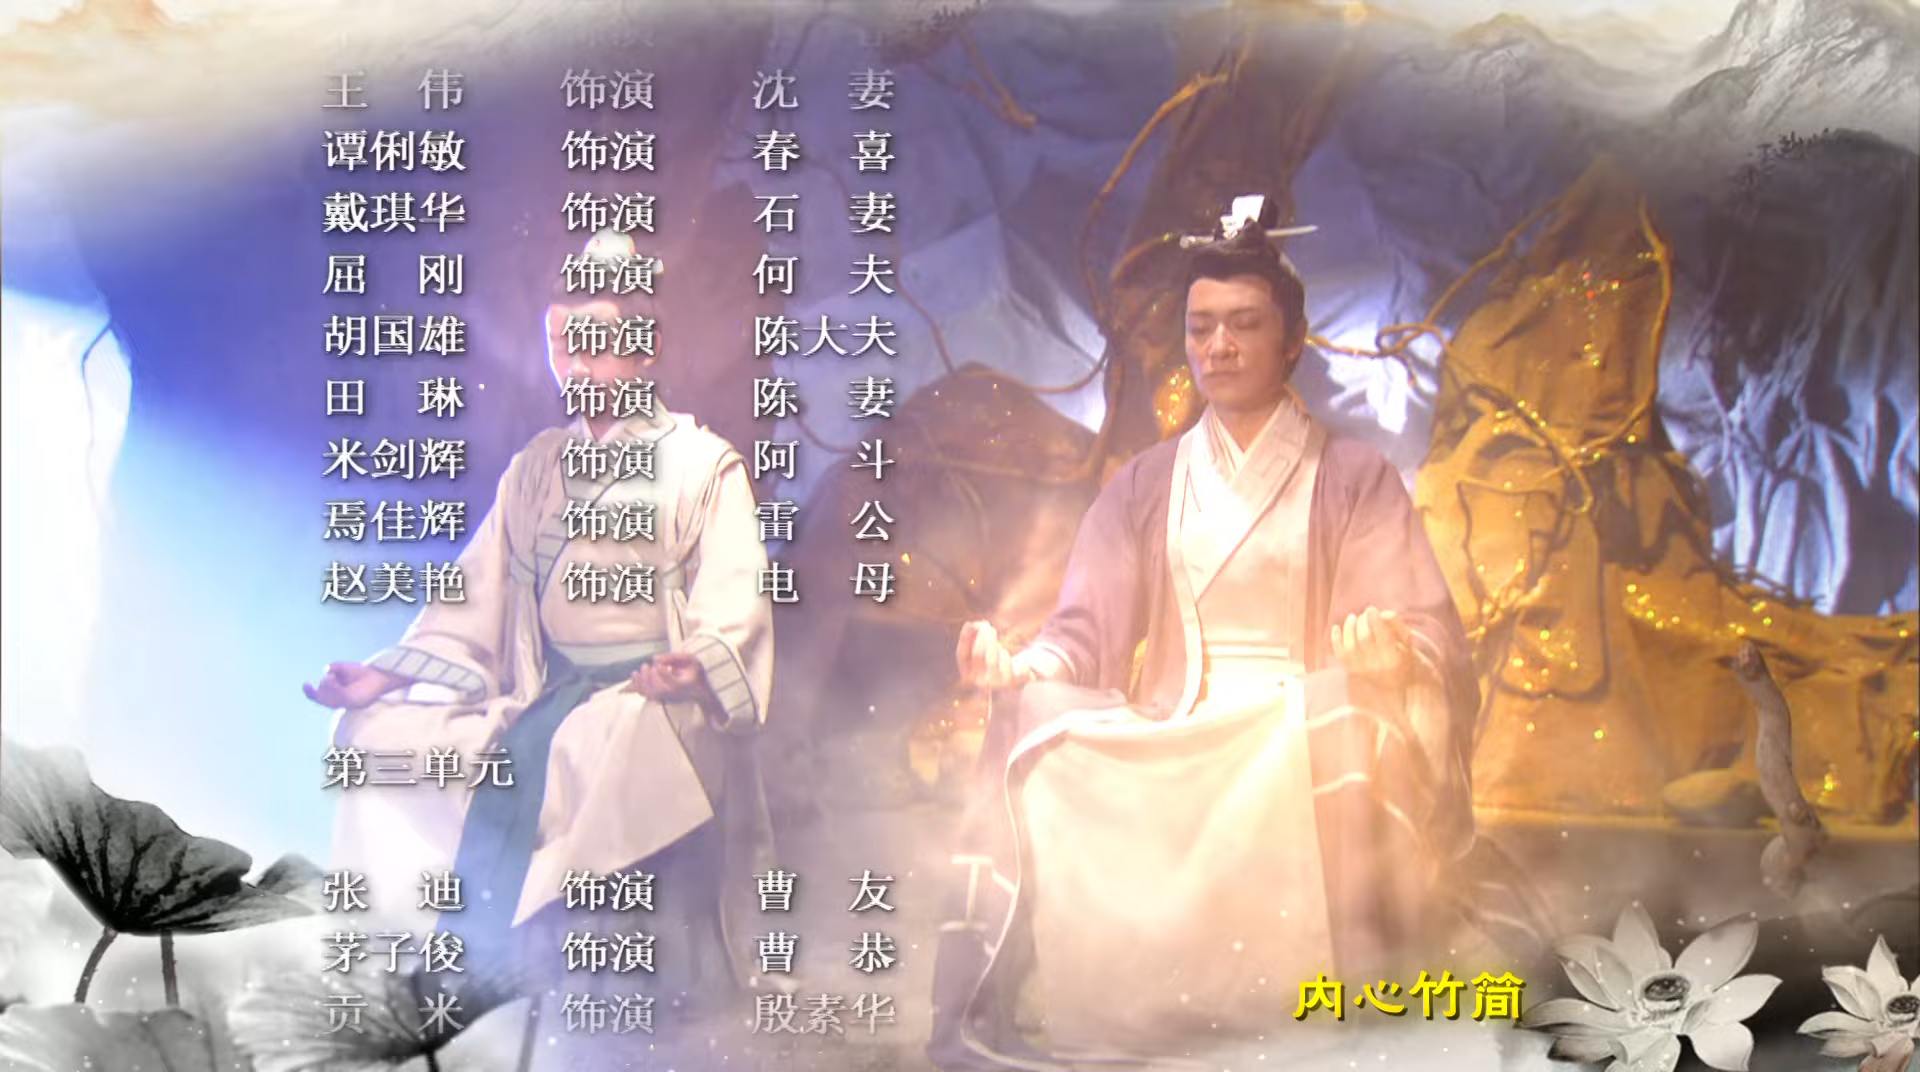 王 伟 饰演 沈 妻
谭俐敏 饰演 春 喜
戴琪华 饰演 石 妻
屈 刚 饰演 何 夫
胡国雄 饰演 陈大夫
田 琳 饰演 陈 妻
米剑辉 饰演 阿 斗
焉佳辉 饰演 雷 公
赵美艳 饰演 电 母
第三单元
张 迪 饰演 曹 友
茅子俊 饰演 曹 恭
贡 米 饰演 殷素华
内心竹简